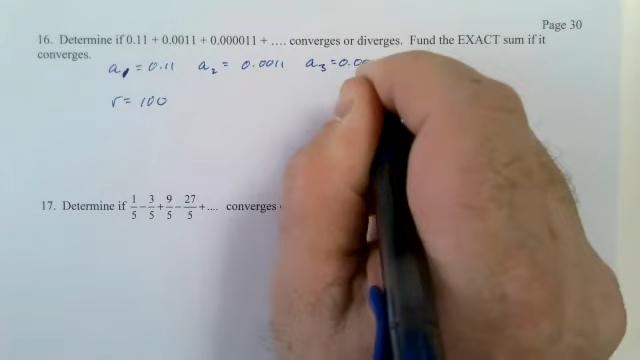 Page 30
16. Determine if 0.11 + 0.0011 + 0.000011 + .... converges or diverges. Fund the EXACT sum if it
converges.
a₁ = 0.11 a₂ = 0.0011 a₃ = 0.00
r = 100
17. Determine if 1/5 - 3/5 + 9/5 - 27/5 + .... converges